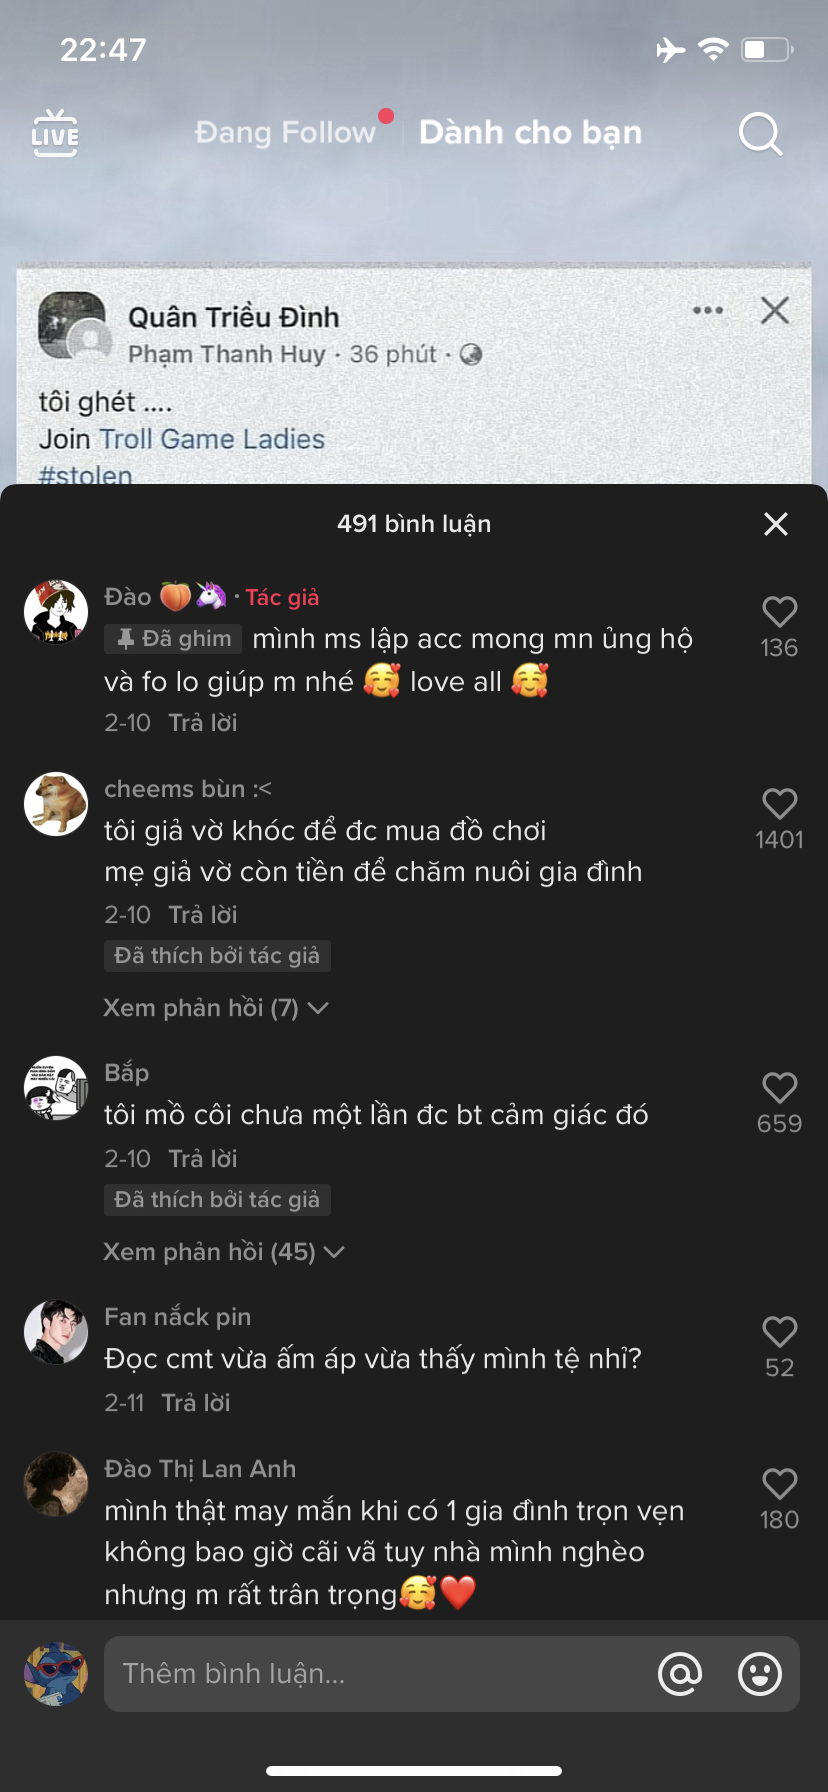 22:47
LIVE
Đang Follow
Dành cho bạn
Quân Triều Đình
Phạm Thanh Huy · 36 phút ·
tôi ghét ....
Join Troll Game Ladies
#stolen
491 bình luận
Đào 🍑🦄 · Tác giả
Đã ghim mình ms lập acc mong mn ủng hộ
và fo lo giúp m nhé 🥰 love all 🥰
136
2-10 Trả lời
cheems bùn :<
tôi giả vờ khóc để đc mua đồ chơi
mẹ giả vờ còn tiền để chăm nuôi gia đình
1401
2-10 Trả lời
Đã thích bởi tác giả
Xem phản hồi (7)
Bắp
tôi mồ côi chưa một lần đc bt cảm giác đó
659
2-10 Trả lời
Đã thích bởi tác giả
Xem phản hồi (45)
Fan nắck pin
Đọc cmt vừa ấm áp vừa thấy mình tệ nhỉ?
52
2-11 Trả lời
Đào Thị Lan Anh
mình thật may mắn khi có 1 gia đình trọn vẹn
không bao giờ cãi vã tuy nhà mình nghèo
nhưng m rất trân trọng🥰❤️
180
Thêm bình luận...